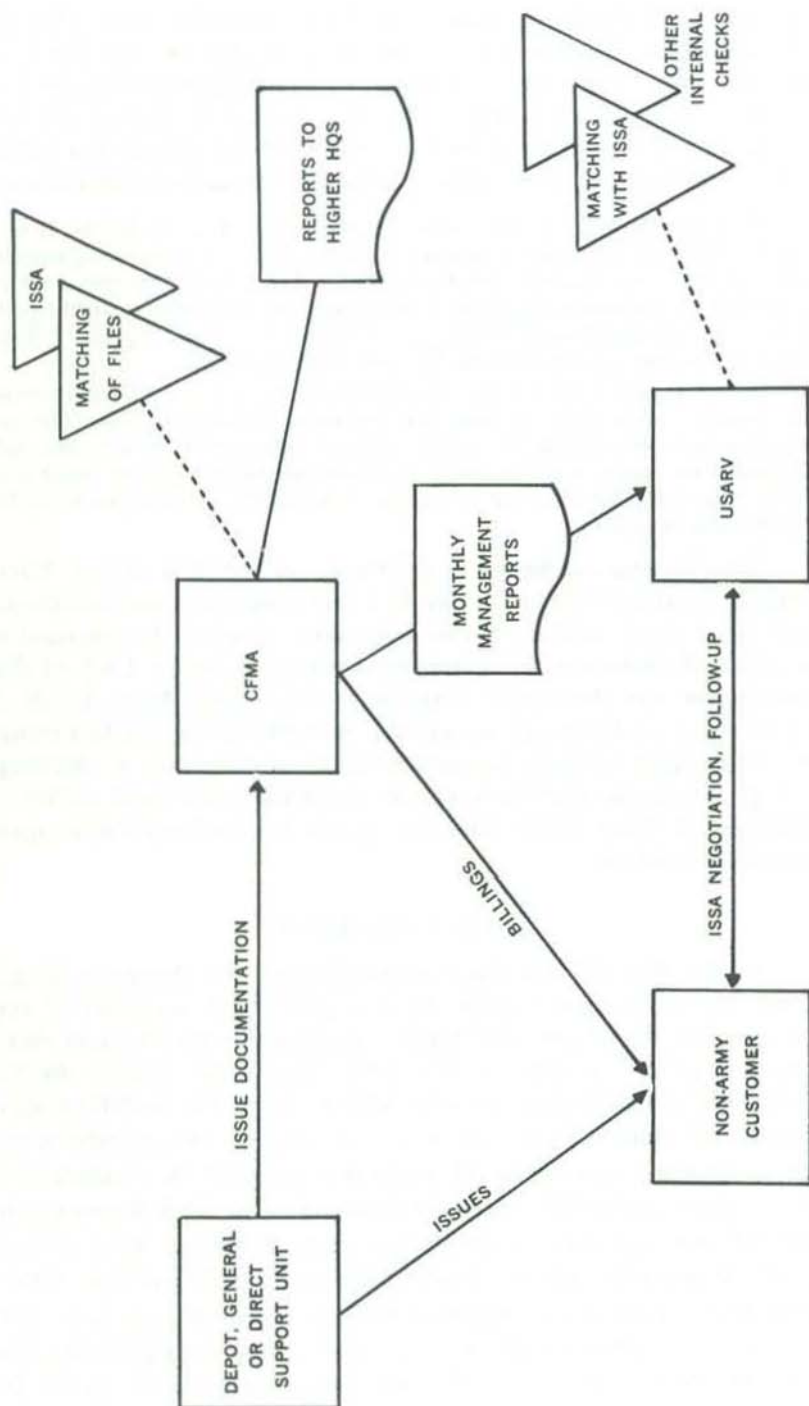 ISSA
MATCHING
OF FILES
REPORTS TO
HIGHER HQS
OTHER
INTERNAL
CHECKS
MATCHING
WITH ISSA
CFMA
MONTHLY
MANAGEMENT
REPORTS
USARV
ISSUE DOCUMENTATION
BILLINGS
ISSUES
ISSA NEGOTIATION, FOLLOW-UP
DEPOT, GENERAL
OR DIRECT
SUPPORT UNIT
NON-ARMY
CUSTOMER